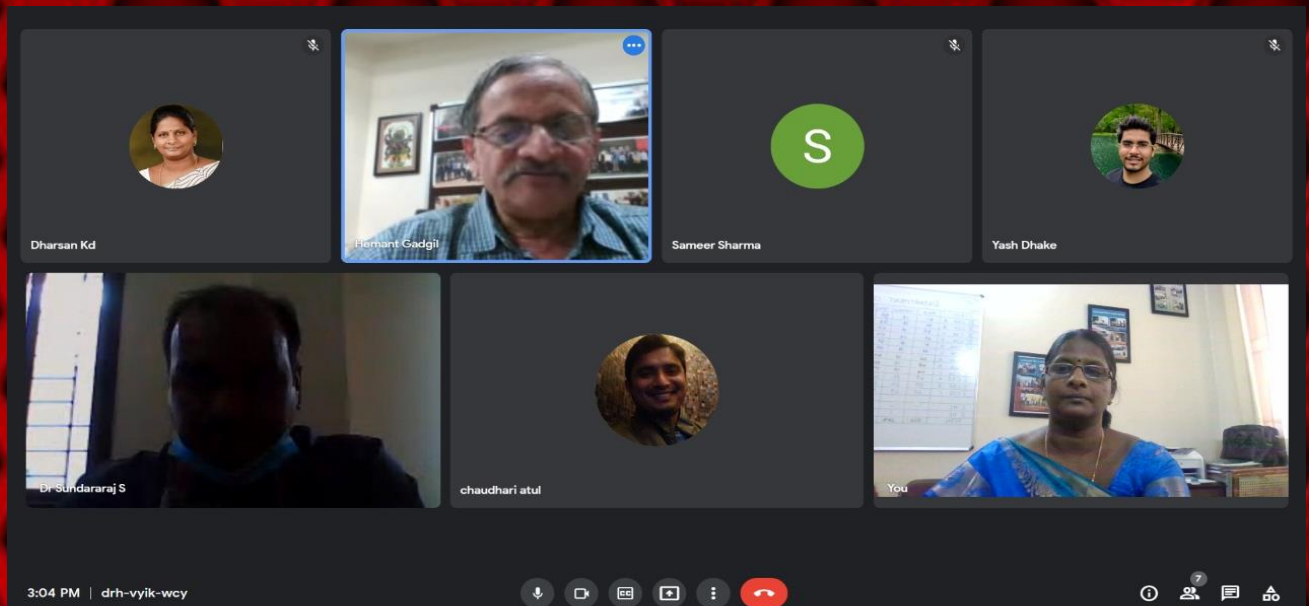 Dharsan Kd
Hemant Gadgil
S
Sameer Sharma
Yash Dhake
Dr Sundararaj S
chaudhari atul
You
3:04 PM | drh-vyik-wcy
CC
7